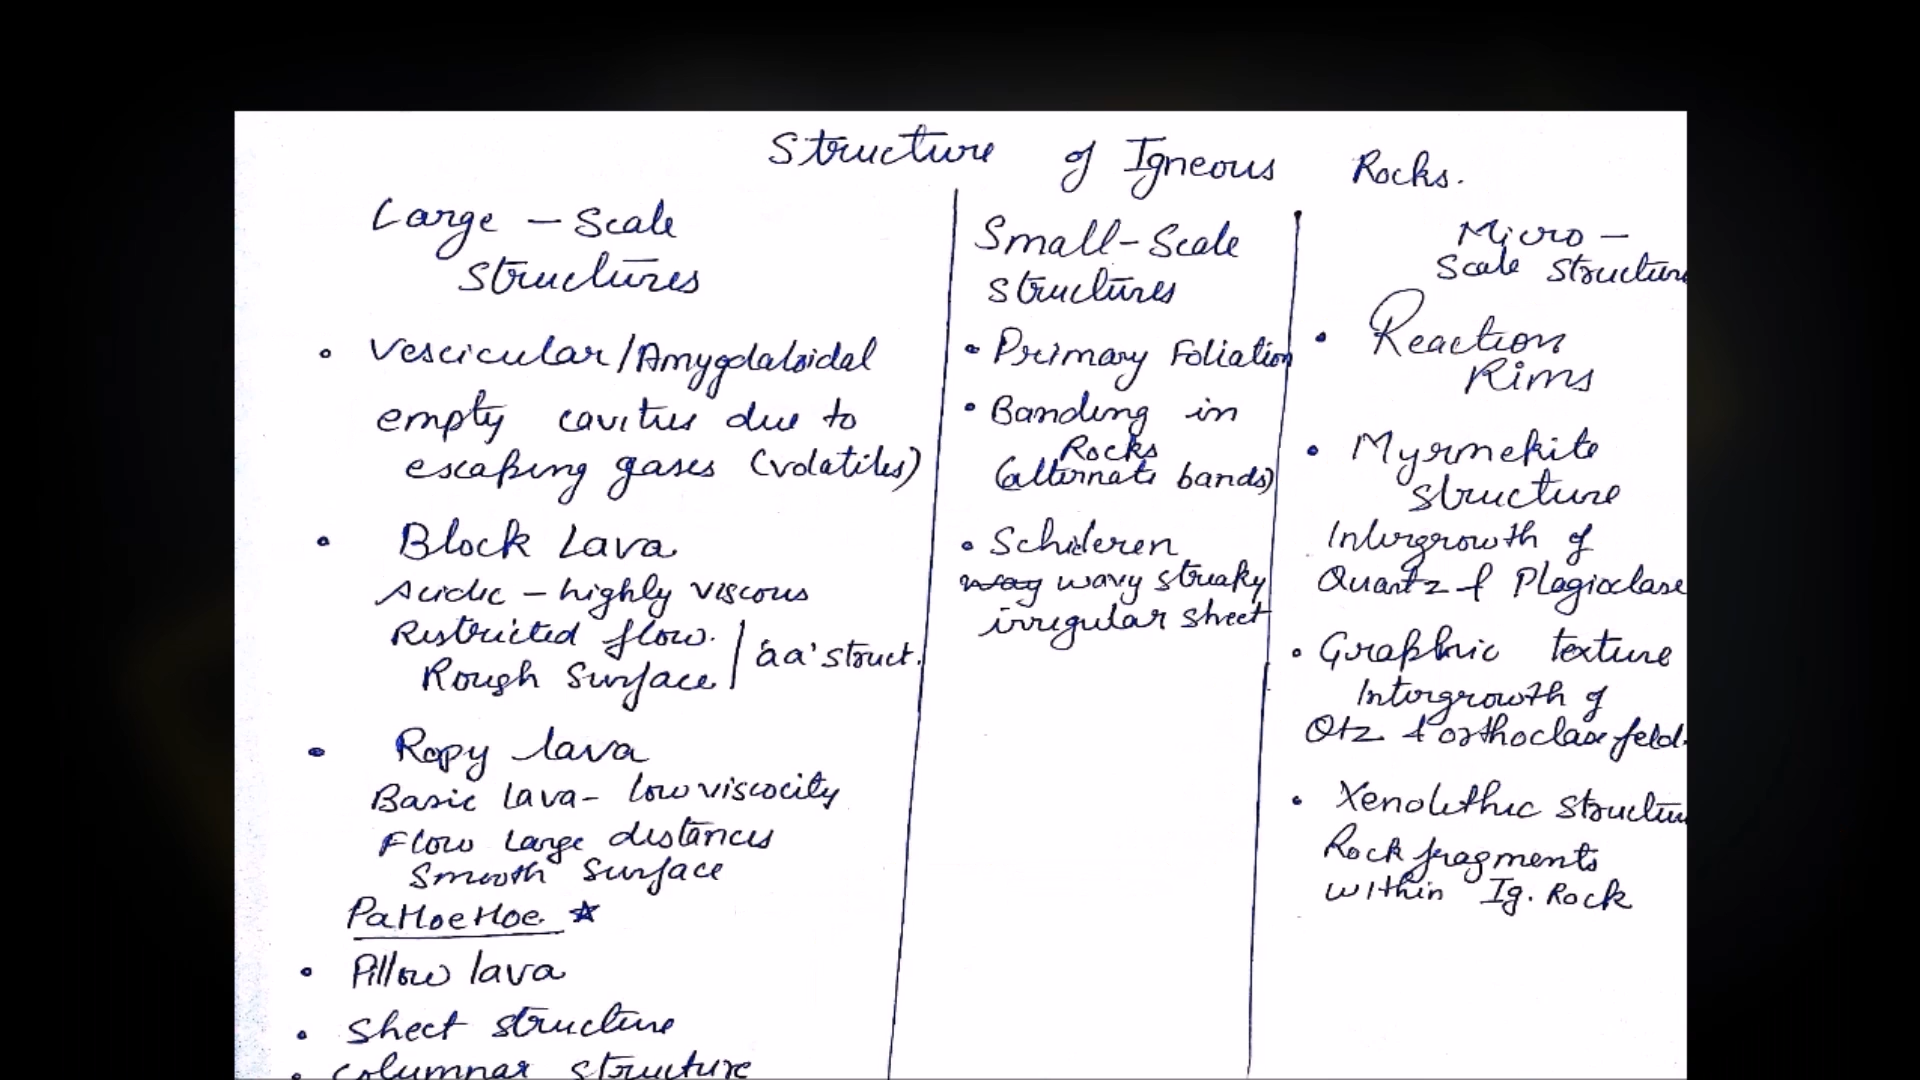 Structure of Igneous Rocks.
Large - Scale
Structures
• Vescicular/Amygdaloidal
empty cavities due to
escaping gases (volatiles)
• Block Lava
Acidic - highly viscous
Restricted flow.
Rough Surface
'aa' struct.
• Ropy lava
Basic lava - low viscocity
Flow Large distances
Smooth Surface
PaHoeHoe ☆
• Pillow lava
• Sheet structure
• Columnar structure
Small-Scale
Structures
• Primary Foliation
• Banding in
Rocks
(alternate bands)
• Schileren
wavy streaky
irregular sheet
Micro -
Scale Structure
• Reaction
Rims
• Myrmekite
structure
Intergrowth of
Quartz & Plagioclase
• Graphic texture
Intergrowth of
Qtz & orthoclase feld.
• Xenolithic Structure
Rock fragments
within Ig. Rock